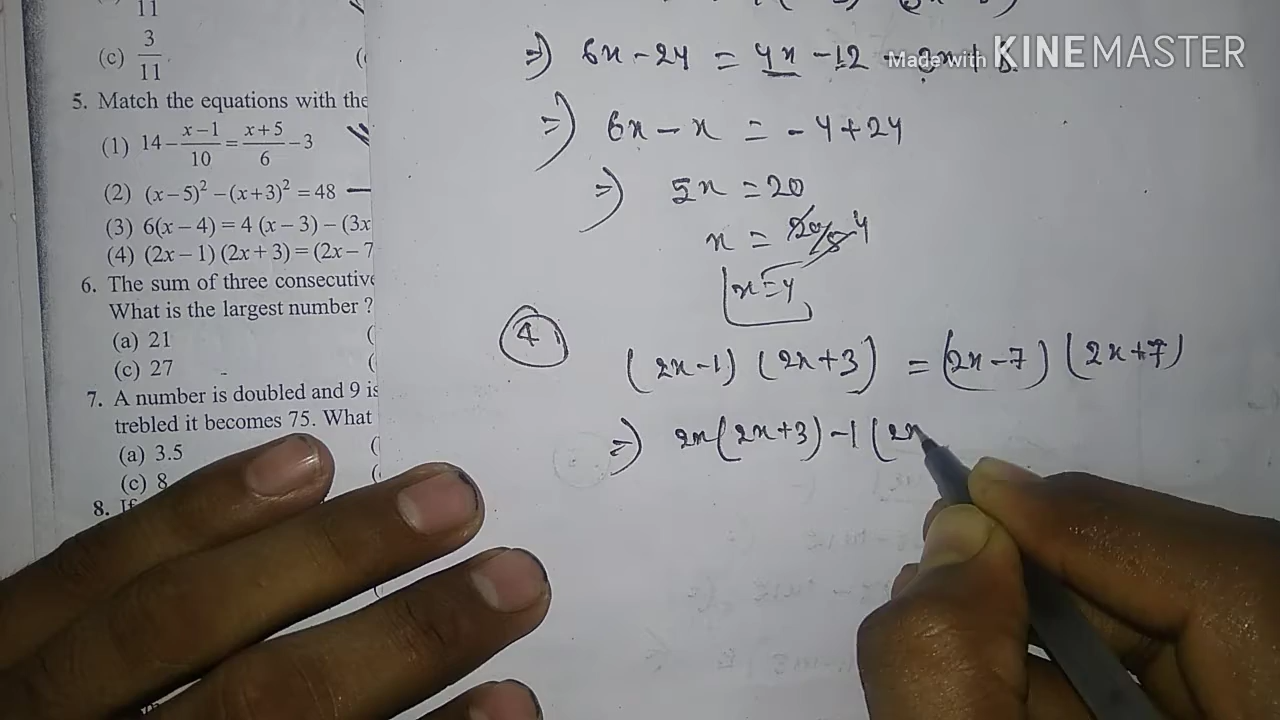 11
(c) 3/11
5. Match the equations with the
(1) 14 - x-1/10 = x+5/6 - 3
(2) (x-5)² - (x+3)² = 48
(3) 6(x - 4) = 4 (x - 3) - (3x
(4) (2x - 1) (2x + 3) = (2x - 7
6. The sum of three consecutive
What is the largest number ?
(a) 21
(c) 27
7. A number is doubled and 9 is
trebled it becomes 75. What
(a) 3.5
(c) 8
8. If
Made with KINEMASTER
=) 6x - 24 = 4x - 12 - 3x + 8
=) 6x - x = - 4 + 24
=) 5x = 20
x = 20/5 4
x = 4
4
(2x - 1) (2x + 3) = (2x - 7) (2x + 7)
=) 2x (2x + 3) - 1 (2x